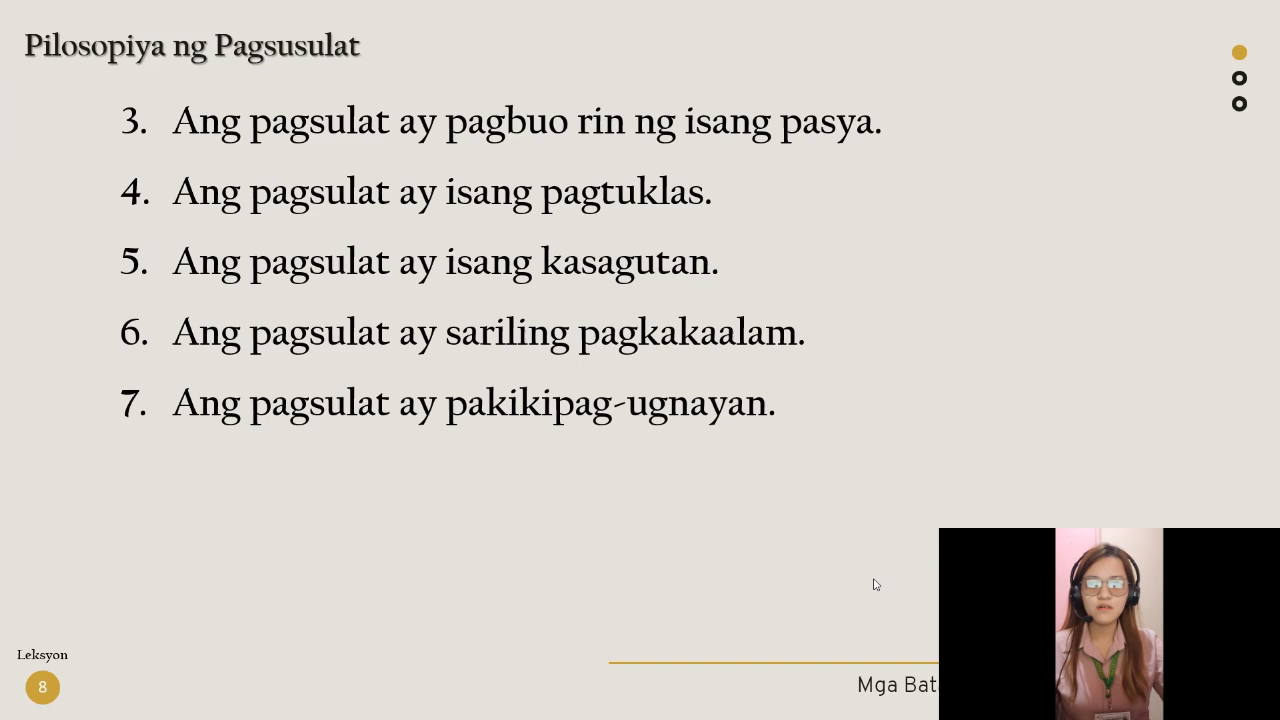 Pilosopiya ng Pagsusulat
3. Ang pagsulat ay pagbuo rin ng isang pasya.
4. Ang pagsulat ay isang pagtuklas.
5. Ang pagsulat ay isang kasagutan.
6. Ang pagsulat ay sariling pagkakaalam.
7. Ang pagsulat ay pakikipag-ugnayan.
Leksyon
8
Mga